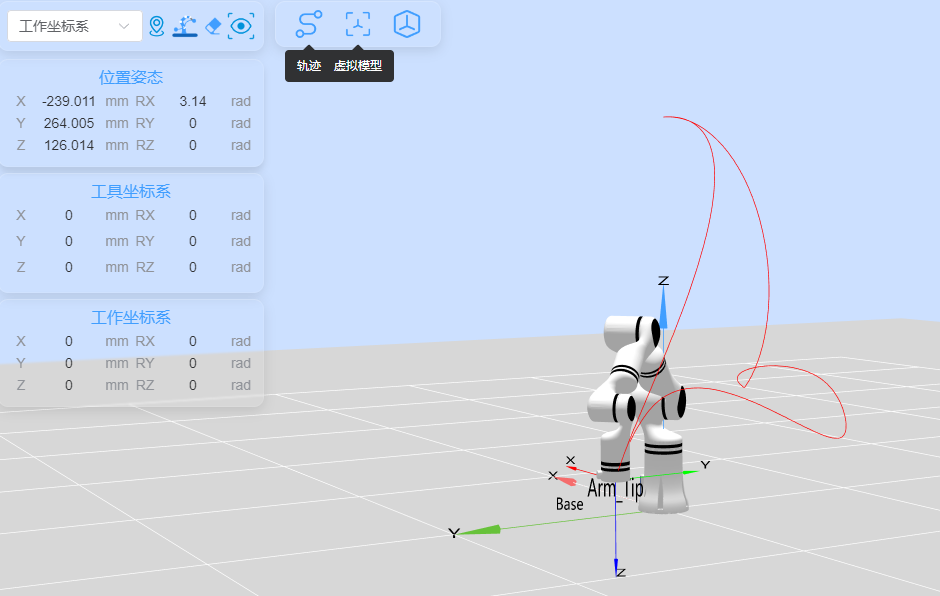 工作坐标系
轨迹 虚拟模型
位置姿态
X -239.011 mm RX 3.14 rad
Y 264.005 mm RY 0 rad
Z 126.014 mm RZ 0 rad
工具坐标系
X 0 mm RX 0 rad
Y 0 mm RY 0 rad
Z 0 mm RZ 0 rad
工作坐标系
X 0 mm RX 0 rad
Y 0 mm RY 0 rad
Z 0 mm RZ 0 rad
Z
X
Y
X
Arm_Tip
Base
Y
Z